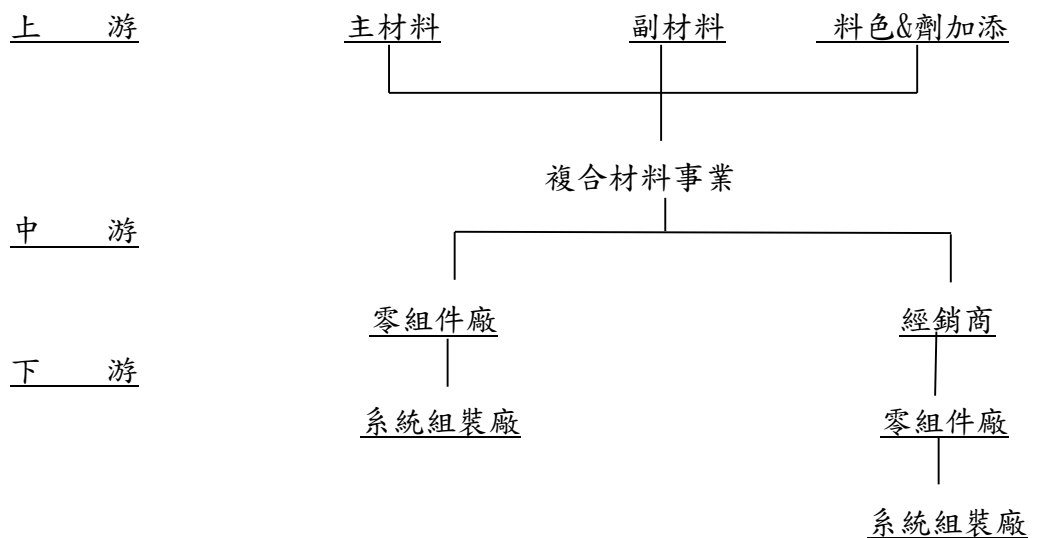 上 游 主材料 副材料 料色&劑加添
複合材料事業
中 游
零組件廠 經銷商
下 游
系統組裝廠 零組件廠
系統組裝廠